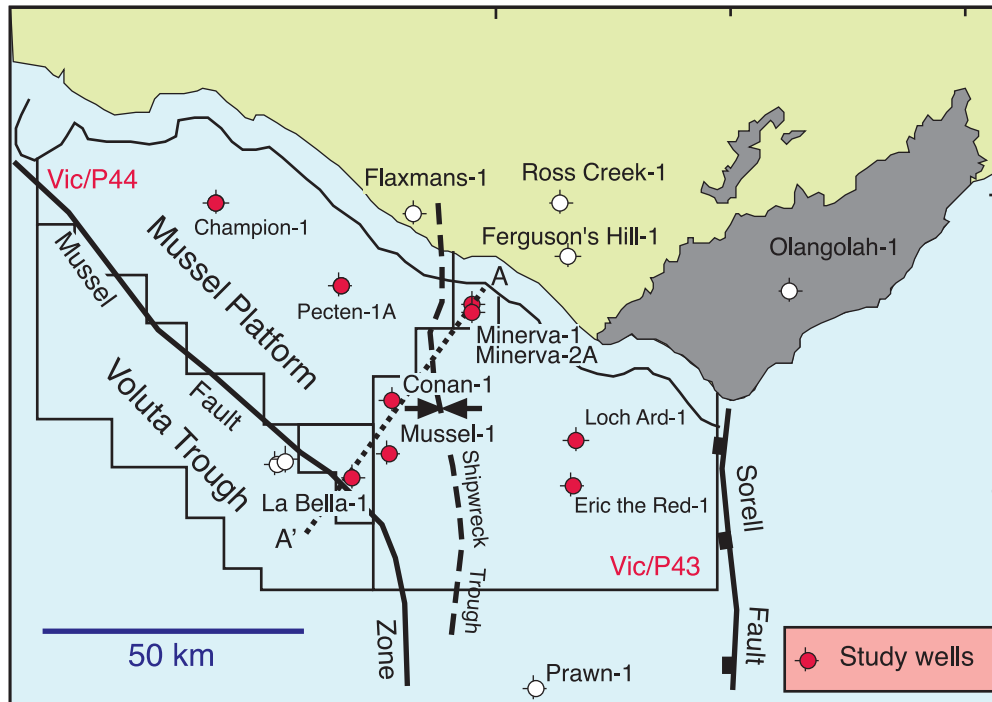 Vic/P44
Flaxmans-1
Ross Creek-1
Champion-1
Ferguson's Hill-1
Olangolah-1
Mussel
Mussel Platform
Pecten-1A
A
Minerva-1
Minerva-2A
Fault
Conan-1
Voluta Trough
Mussel-1
Loch Ard-1
La Bella-1
Shipwreck
Eric the Red-1
Sorell
A'
Trough
Vic/P43
Zone
Fault
50 km
Prawn-1
Study wells